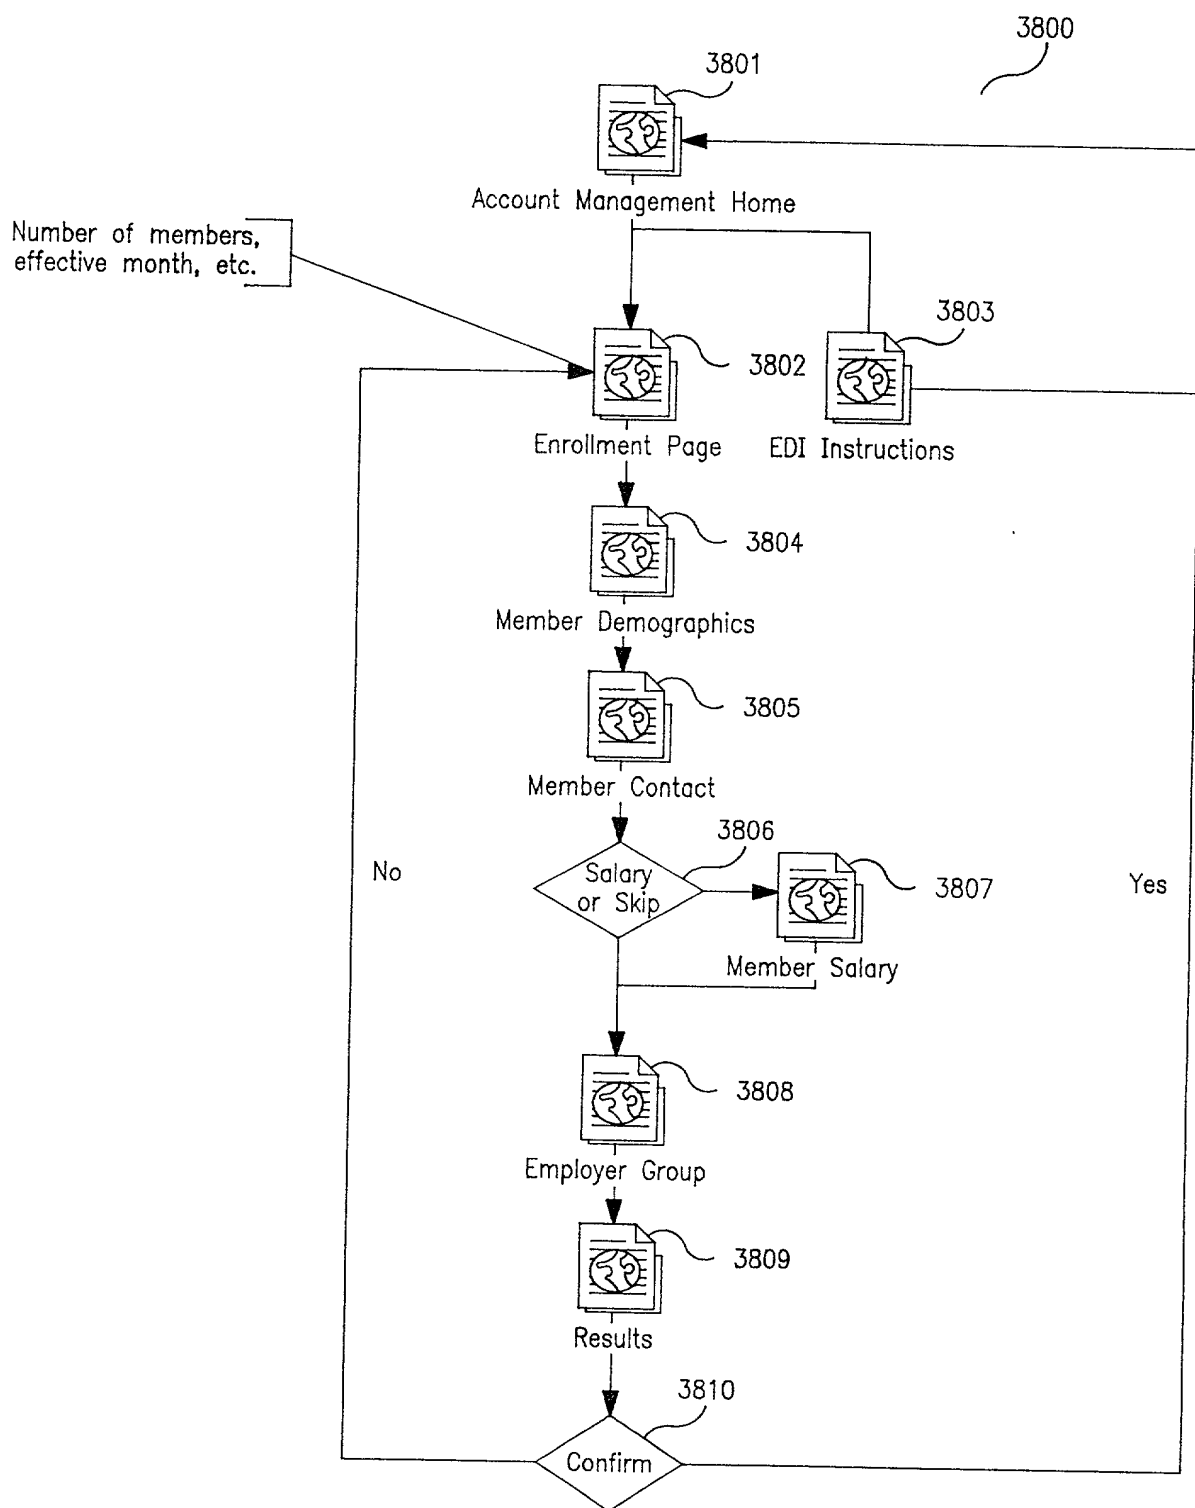 3800
3801
Account Management Home
Number of members,
effective month, etc.
3803
3802
Enrollment Page
EDI Instructions
3804
Member Demographics
3805
Member Contact
3806
Salary
or Skip
3807
Member Salary
No
Yes
3808
Employer Group
3809
Results
3810
Confirm